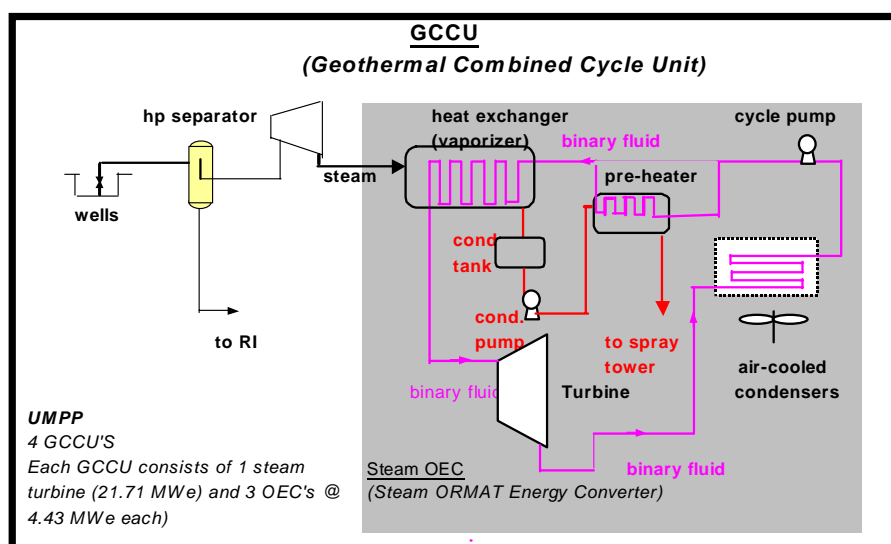 GCCU
(Geothermal Combined Cycle Unit)
hp separator
heat exchanger
(vaporizer)
binary fluid
cycle pump
steam
pre-heater
wells
cond
tank
cond.
pump
to RI
to spray
tower
air-cooled
condensers
binary fluid
Turbine
UMPP
4 GCCU'S
Each GCCU consists of 1 steam
turbine (21.71 MWe) and 3 OEC's @
4.43 MWe each)
Steam OEC
(Steam ORMAT Energy Converter)
binary fluid